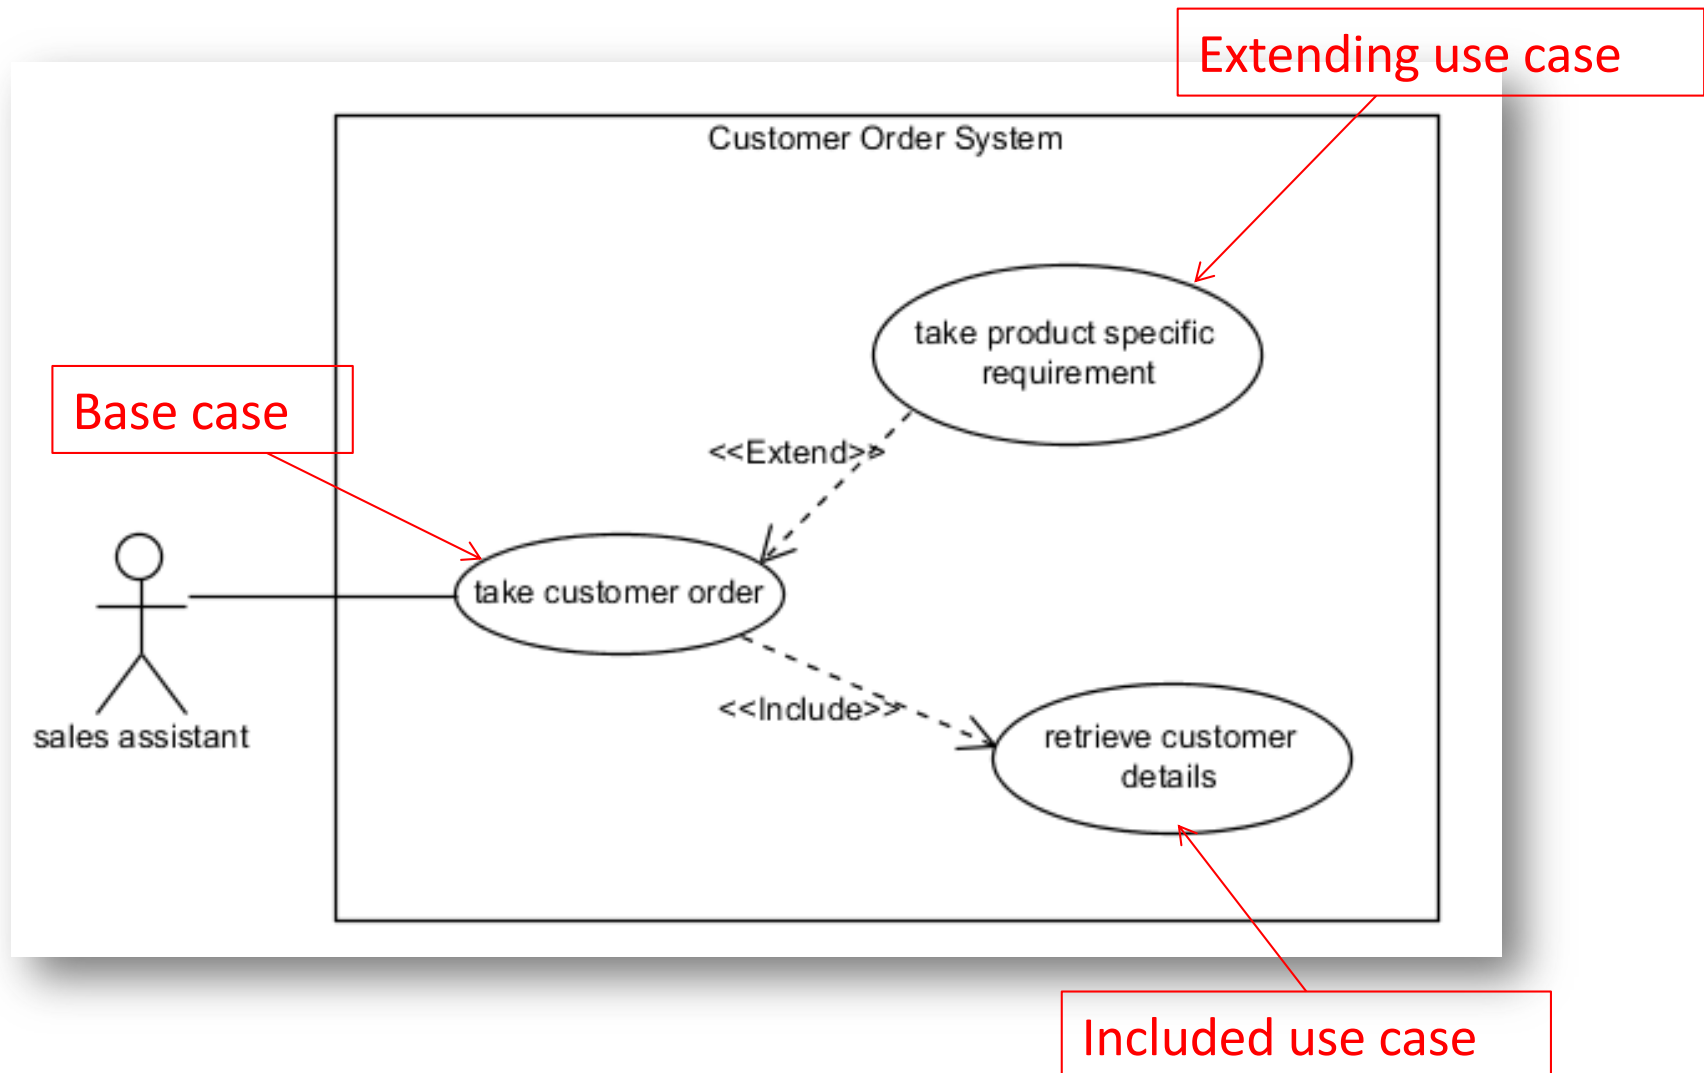 Extending use case
Customer Order System
take product specific
requirement
Base case
<<Extend>>
take customer order
<<Include>>
retrieve customer
details
sales assistant
Included use case